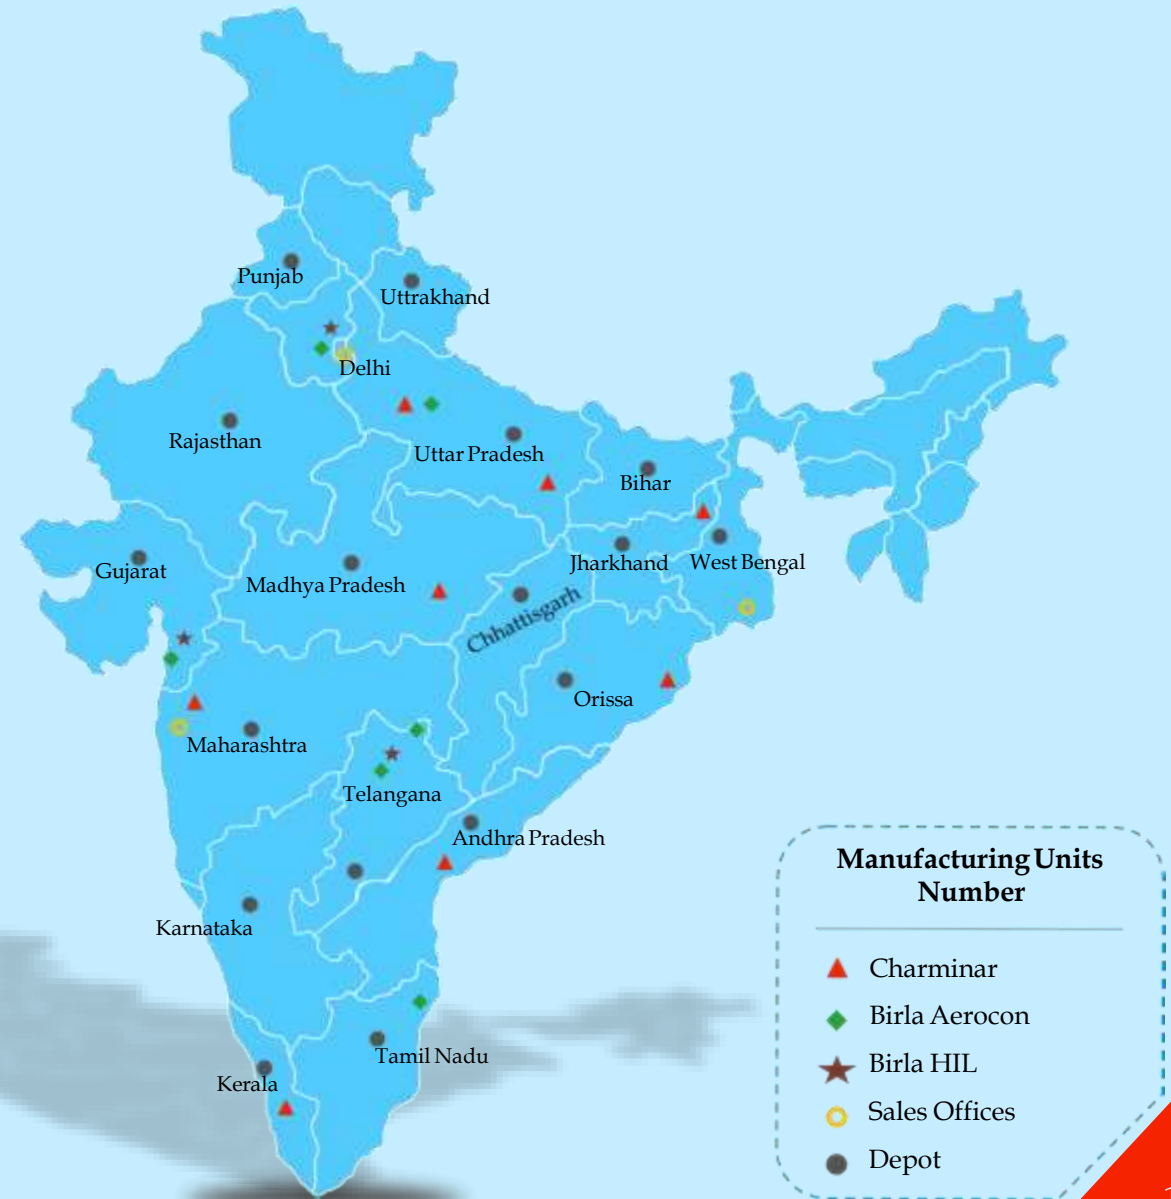 Punjab
Uttrakhand
Delhi
Rajasthan
Uttar Pradesh
Bihar
Gujarat
Madhya Pradesh
Jharkhand
West Bengal
Chhattisgarh
Orissa
Maharashtra
Telangana
Andhra Pradesh
Karnataka
Tamil Nadu
Kerala
Manufacturing Units
Number
Charminar
Birla Aerocon
Birla HIL
Sales Offices
Depot